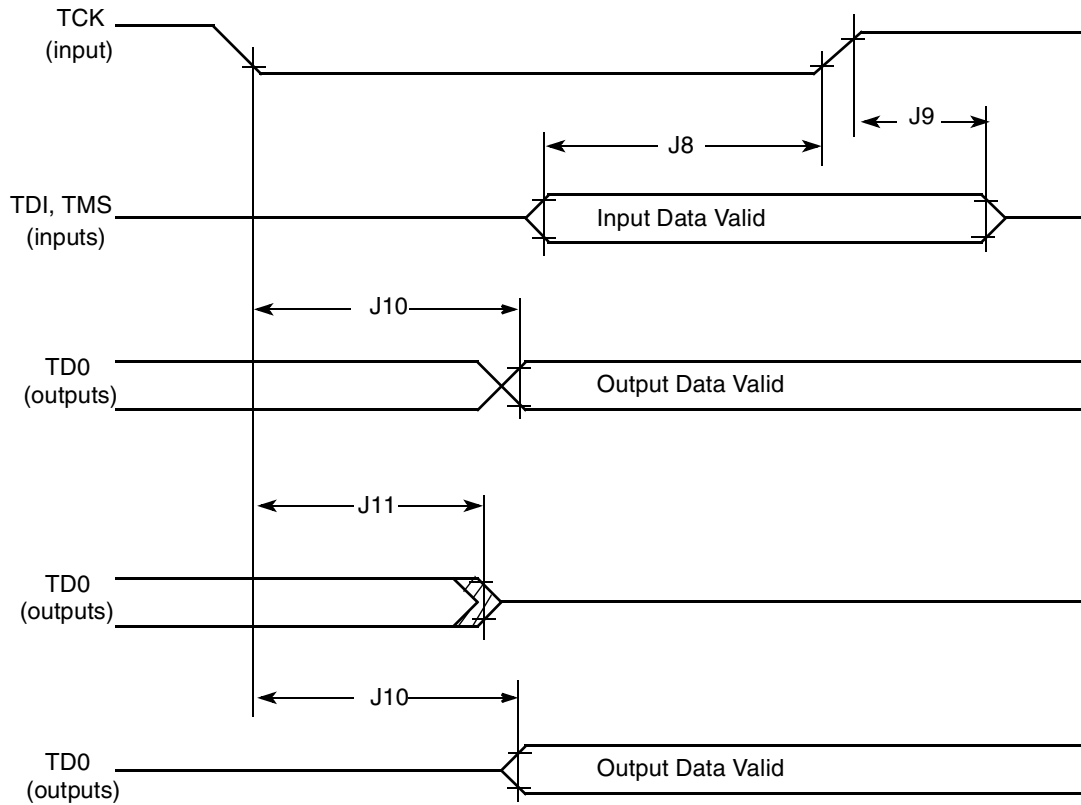 TCK
(input)
J9
J8
TDI, TMS
(inputs)
Input Data Valid
J10
TD0
(outputs)
Output Data Valid
J11
TD0
(outputs)
J10
TD0
(outputs)
Output Data Valid